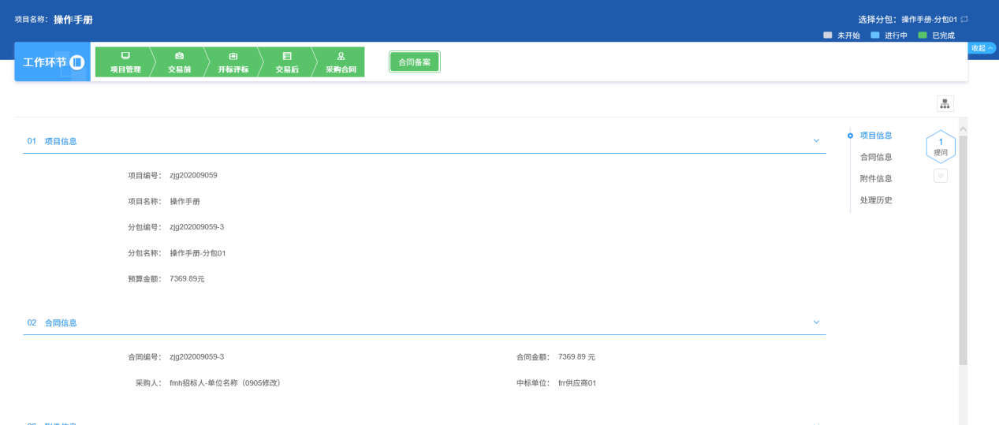 项目名称：操作手册
选择分包：操作手册-分包01
未开始 进行中 已完成
收起
工作环节
项目管理 交易前 开标评标 交易后 采购合同
合同备案
01 项目信息
项目编号：zjg202009059
项目名称：操作手册
分包编号：zjg202009059-3
分包名称：操作手册-分包01
预算金额：7369.89元
项目信息
合同信息
附件信息
处理历史
1
提问
02 合同信息
合同编号：zjg202009059-3 合同金额：7369.89 元
采购人：fmh招标人-单位名称（0905修改） 中标单位：frr供应商01